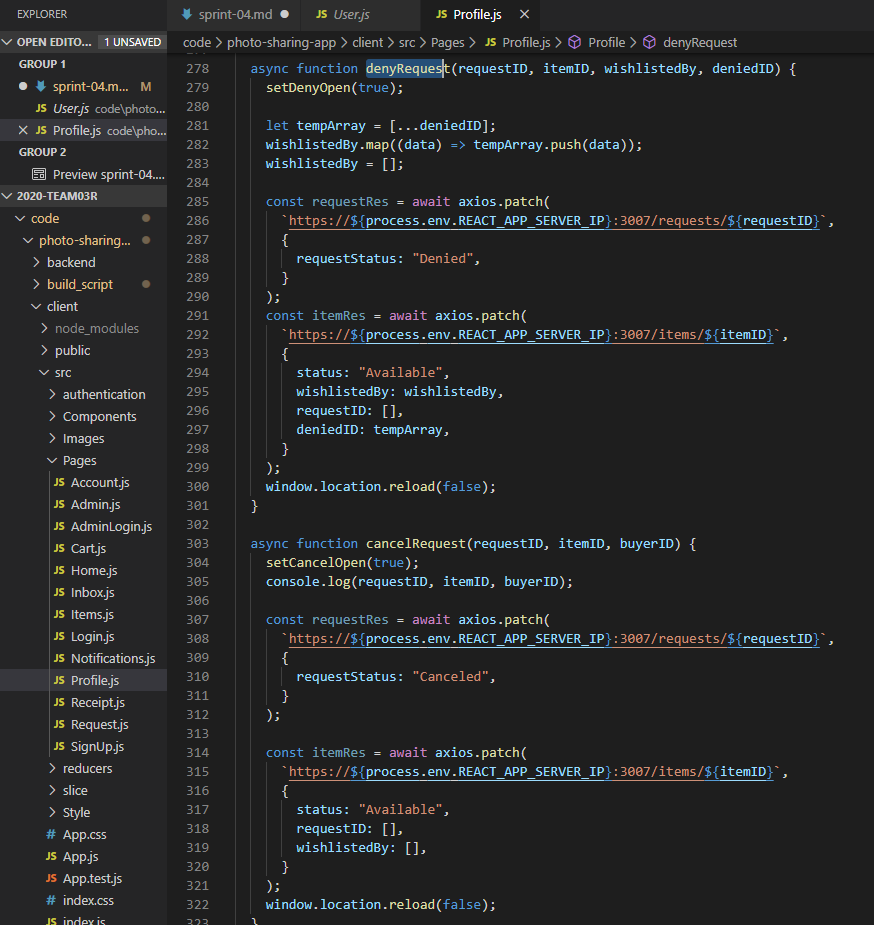 EXPLORER
OPEN EDITO... 1 UNSAVED
GROUP 1
sprint-04.m... M
User.js code\photo...
Profile.js code\pho...
GROUP 2
Preview sprint-04....
2020-TEAM03R
code
photo-sharing...
backend
build_script
client
node_modules
public
src
authentication
Components
Images
Pages
JS Account.js
JS Admin.js
JS AdminLogin.js
JS Cart.js
JS Home.js
JS Inbox.js
JS Items.js
JS Login.js
JS Notifications.js
JS Profile.js
JS Receipt.js
JS Request.js
JS SignUp.js
reducers
slice
Style
# App.css
JS App.js
JS App.test.js
# index.css
JS index.js
sprint-04.md
JS User.js
JS Profile.js
code > photo-sharing-app > client > src > Pages > JS Profile.js > Profile > denyRequest
278 async function denyRequest(requestID, itemID, wishlistedBy, deniedID) {
279 setDenyOpen(true);
280
281 let tempArray = [...deniedID];
282 wishlistedBy.map((data) => tempArray.push(data));
283 wishlistedBy = [];
284
285 const requestRes = await axios.patch(
286 `https://${process.env.REACT_APP_SERVER_IP}:3007/requests/${requestID}`,
287 {
288 requestStatus: "Denied",
289 }
290 );
291 const itemRes = await axios.patch(
292 `https://${process.env.REACT_APP_SERVER_IP}:3007/items/${itemID}`,
293 {
294 status: "Available",
295 wishlistedBy: wishlistedBy,
296 requestID: [],
297 deniedID: tempArray,
298 }
299 );
300 window.location.reload(false);
301 }
302
303 async function cancelRequest(requestID, itemID, buyerID) {
304 setCancelOpen(true);
305 console.log(requestID, itemID, buyerID);
306
307 const requestRes = await axios.patch(
308 `https://${process.env.REACT_APP_SERVER_IP}:3007/requests/${requestID}`,
309 {
310 requestStatus: "Canceled",
311 }
312 );
313
314 const itemRes = await axios.patch(
315 `https://${process.env.REACT_APP_SERVER_IP}:3007/items/${itemID}`,
316 {
317 status: "Available",
318 requestID: [],
319 wishlistedBy: [],
320 }
321 );
322 window.location.reload(false);
323 }